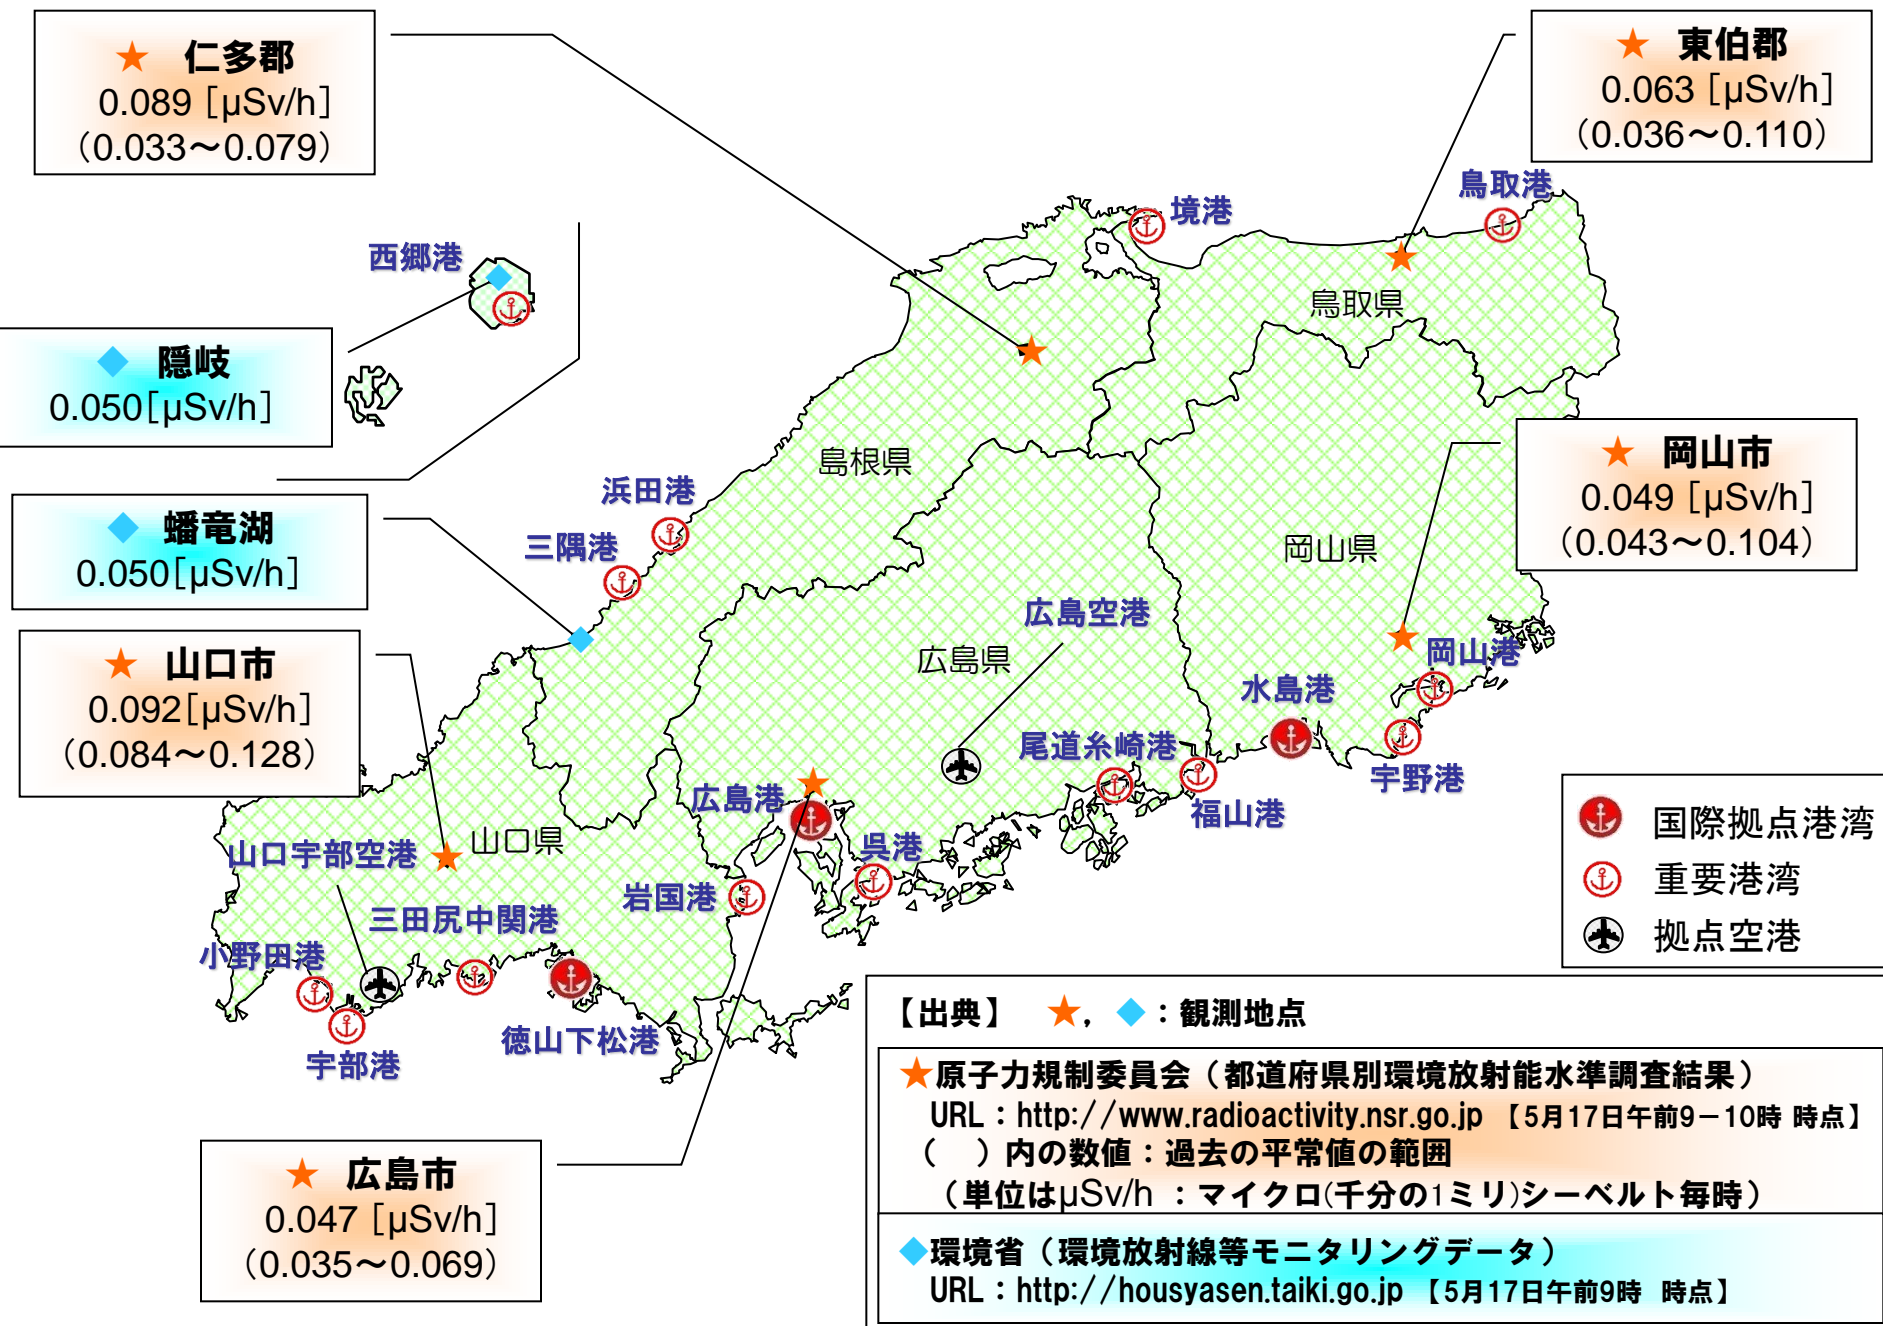 ★ 仁多郡
0.089 [μSv/h]
（0.033～0.079）
★ 東伯郡
0.063 [μSv/h]
（0.036～0.110）
鳥取港
境港
西郷港
鳥取県
◆ 隠岐
0.050[μSv/h]
島根県
★ 岡山市
0.049 [μSv/h]
（0.043～0.104）
浜田港
◆ 蟠竜湖
0.050[μSv/h]
三隅港
岡山県
広島空港
★ 山口市
0.092[μSv/h]
（0.084～0.128）
広島県
岡山港
水島港
尾道糸崎港
宇野港
広島港
福山港
山口県
呉港
山口宇部空港
岩国港
三田尻中関港
小野田港
徳山下松港
宇部港
国際拠点港湾
重要港湾
拠点空港
★ 広島市
0.047 [μSv/h]
（0.035～0.069）
【出典】 ★，◆：観測地点
★原子力規制委員会（都道府県別環境放射能水準調査結果）
URL：http://www.radioactivity.nsr.go.jp 【5月17日午前9－10時 時点】
（ ）内の数値：過去の平常値の範囲
（単位はμSv/h ：マイクロ(千分の1ミリ)シーベルト毎時）
◆環境省（環境放射線等モニタリングデータ）
URL：http://housyasen.taiki.go.jp 【5月17日午前9時 時点】